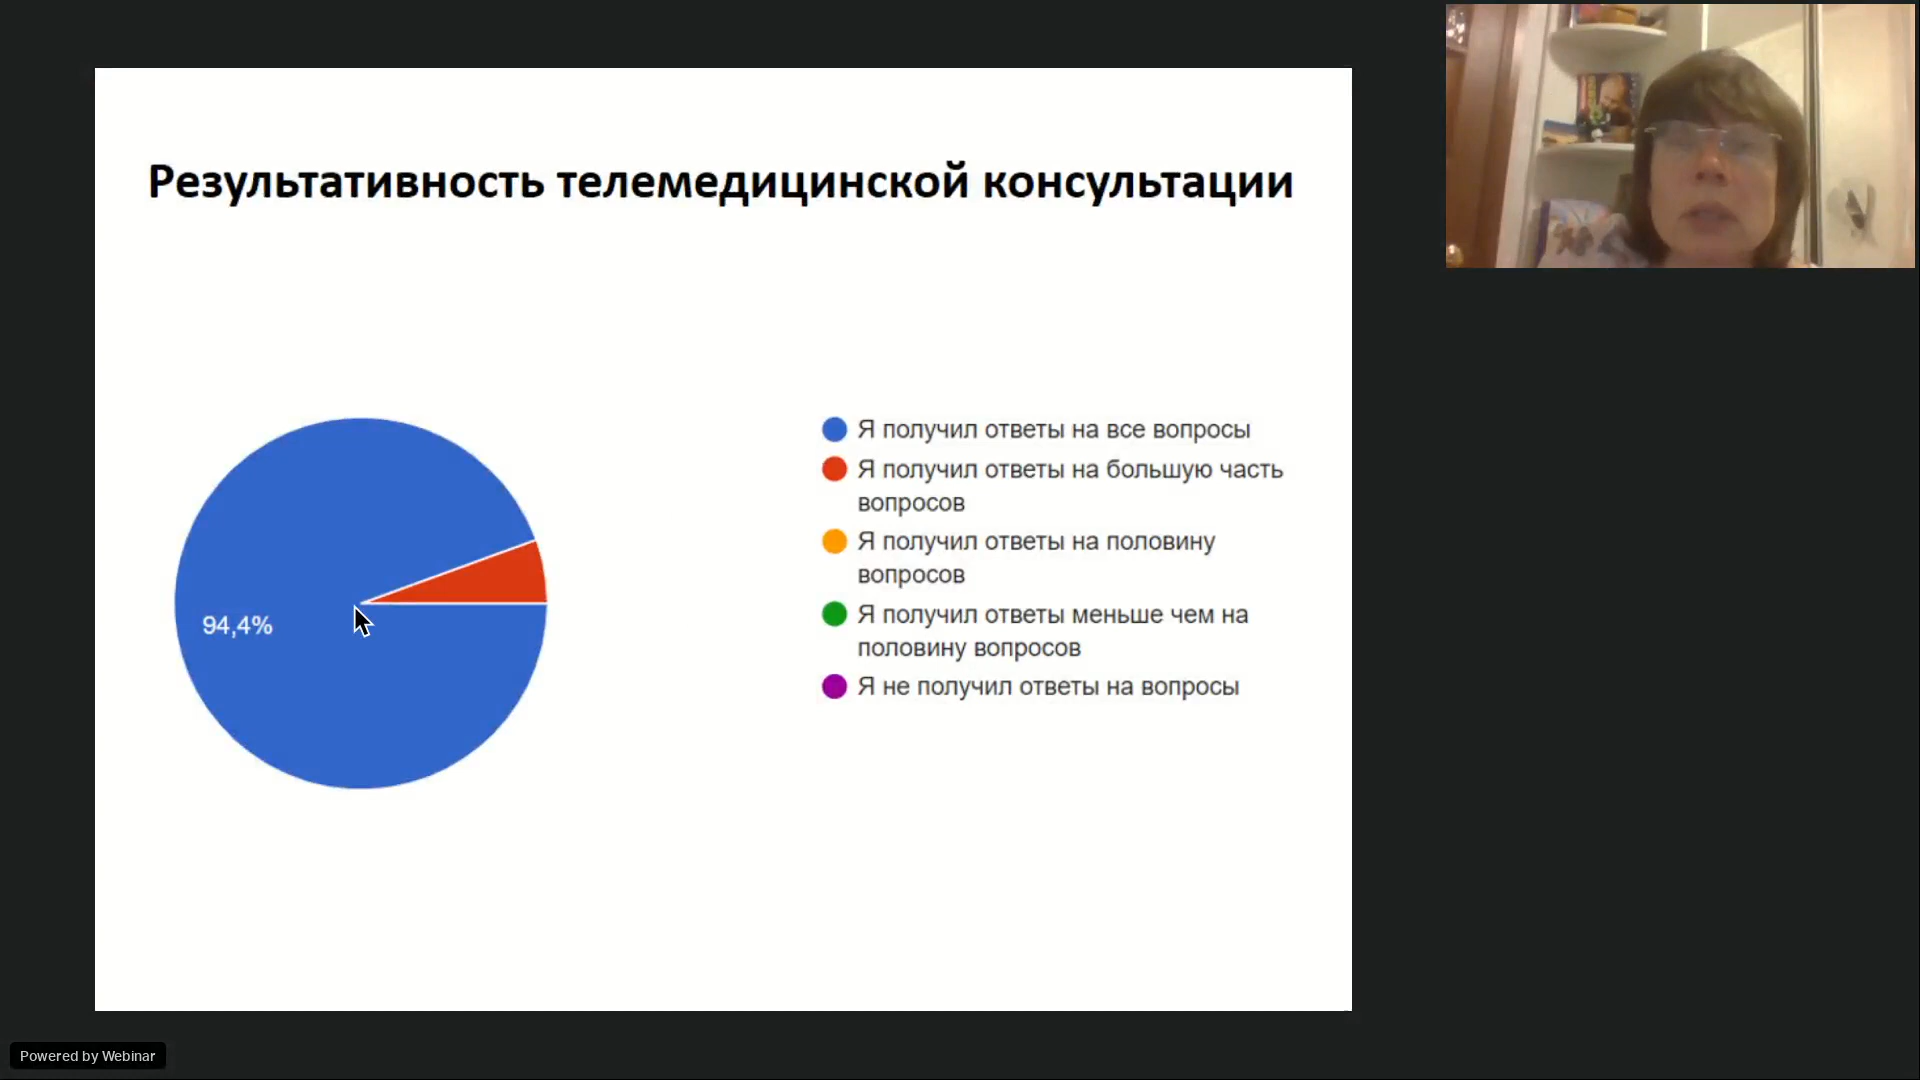 Результативность телемедицинской консультации
94,4%
Я получил ответы на все вопросы
Я получил ответы на большую часть
вопросов
Я получил ответы на половину
вопросов
Я получил ответы меньше чем на
половину вопросов
Я не получил ответы на вопросы
Powered by Webinar